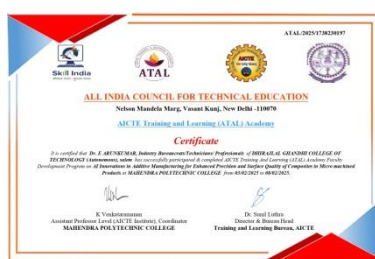 ATAL/2025/1738230197
Skill India
ATAL
AICTE
ALL INDIA COUNCIL FOR TECHNICAL EDUCATION
Nelson Mandela Marg, Vasant Kunj, New Delhi -110070
AICTE Training and Learning (ATAL) Academy
Certificate
It is certified that Dr. E ARUNKUMAR, Industry Bureaucrats/Technicians/ Professionals of DHIRAJLAL GHANDHI COLLEGE OF
TECHNOLOGY (Autonomous), salem has successfully participated & completed AICTE Training And Learning (ATAL) Academy Faculty
Development Program on AI Innovations in Additive Manufacturing for Enhanced Precision and Surface Quality of Composites in Micro-machined
Products at MAHENDRA POLYTECHNIC COLLEGE from 03/02/2025 to 08/02/2025.
K Venkataramanan
Assistant Professor Level (AICTE Institute), Coordinator
MAHENDRA POLYTECHNIC COLLEGE
Dr. Sunil Luthra
Director & Bureau Head
Training and Learning Bureau, AICTE